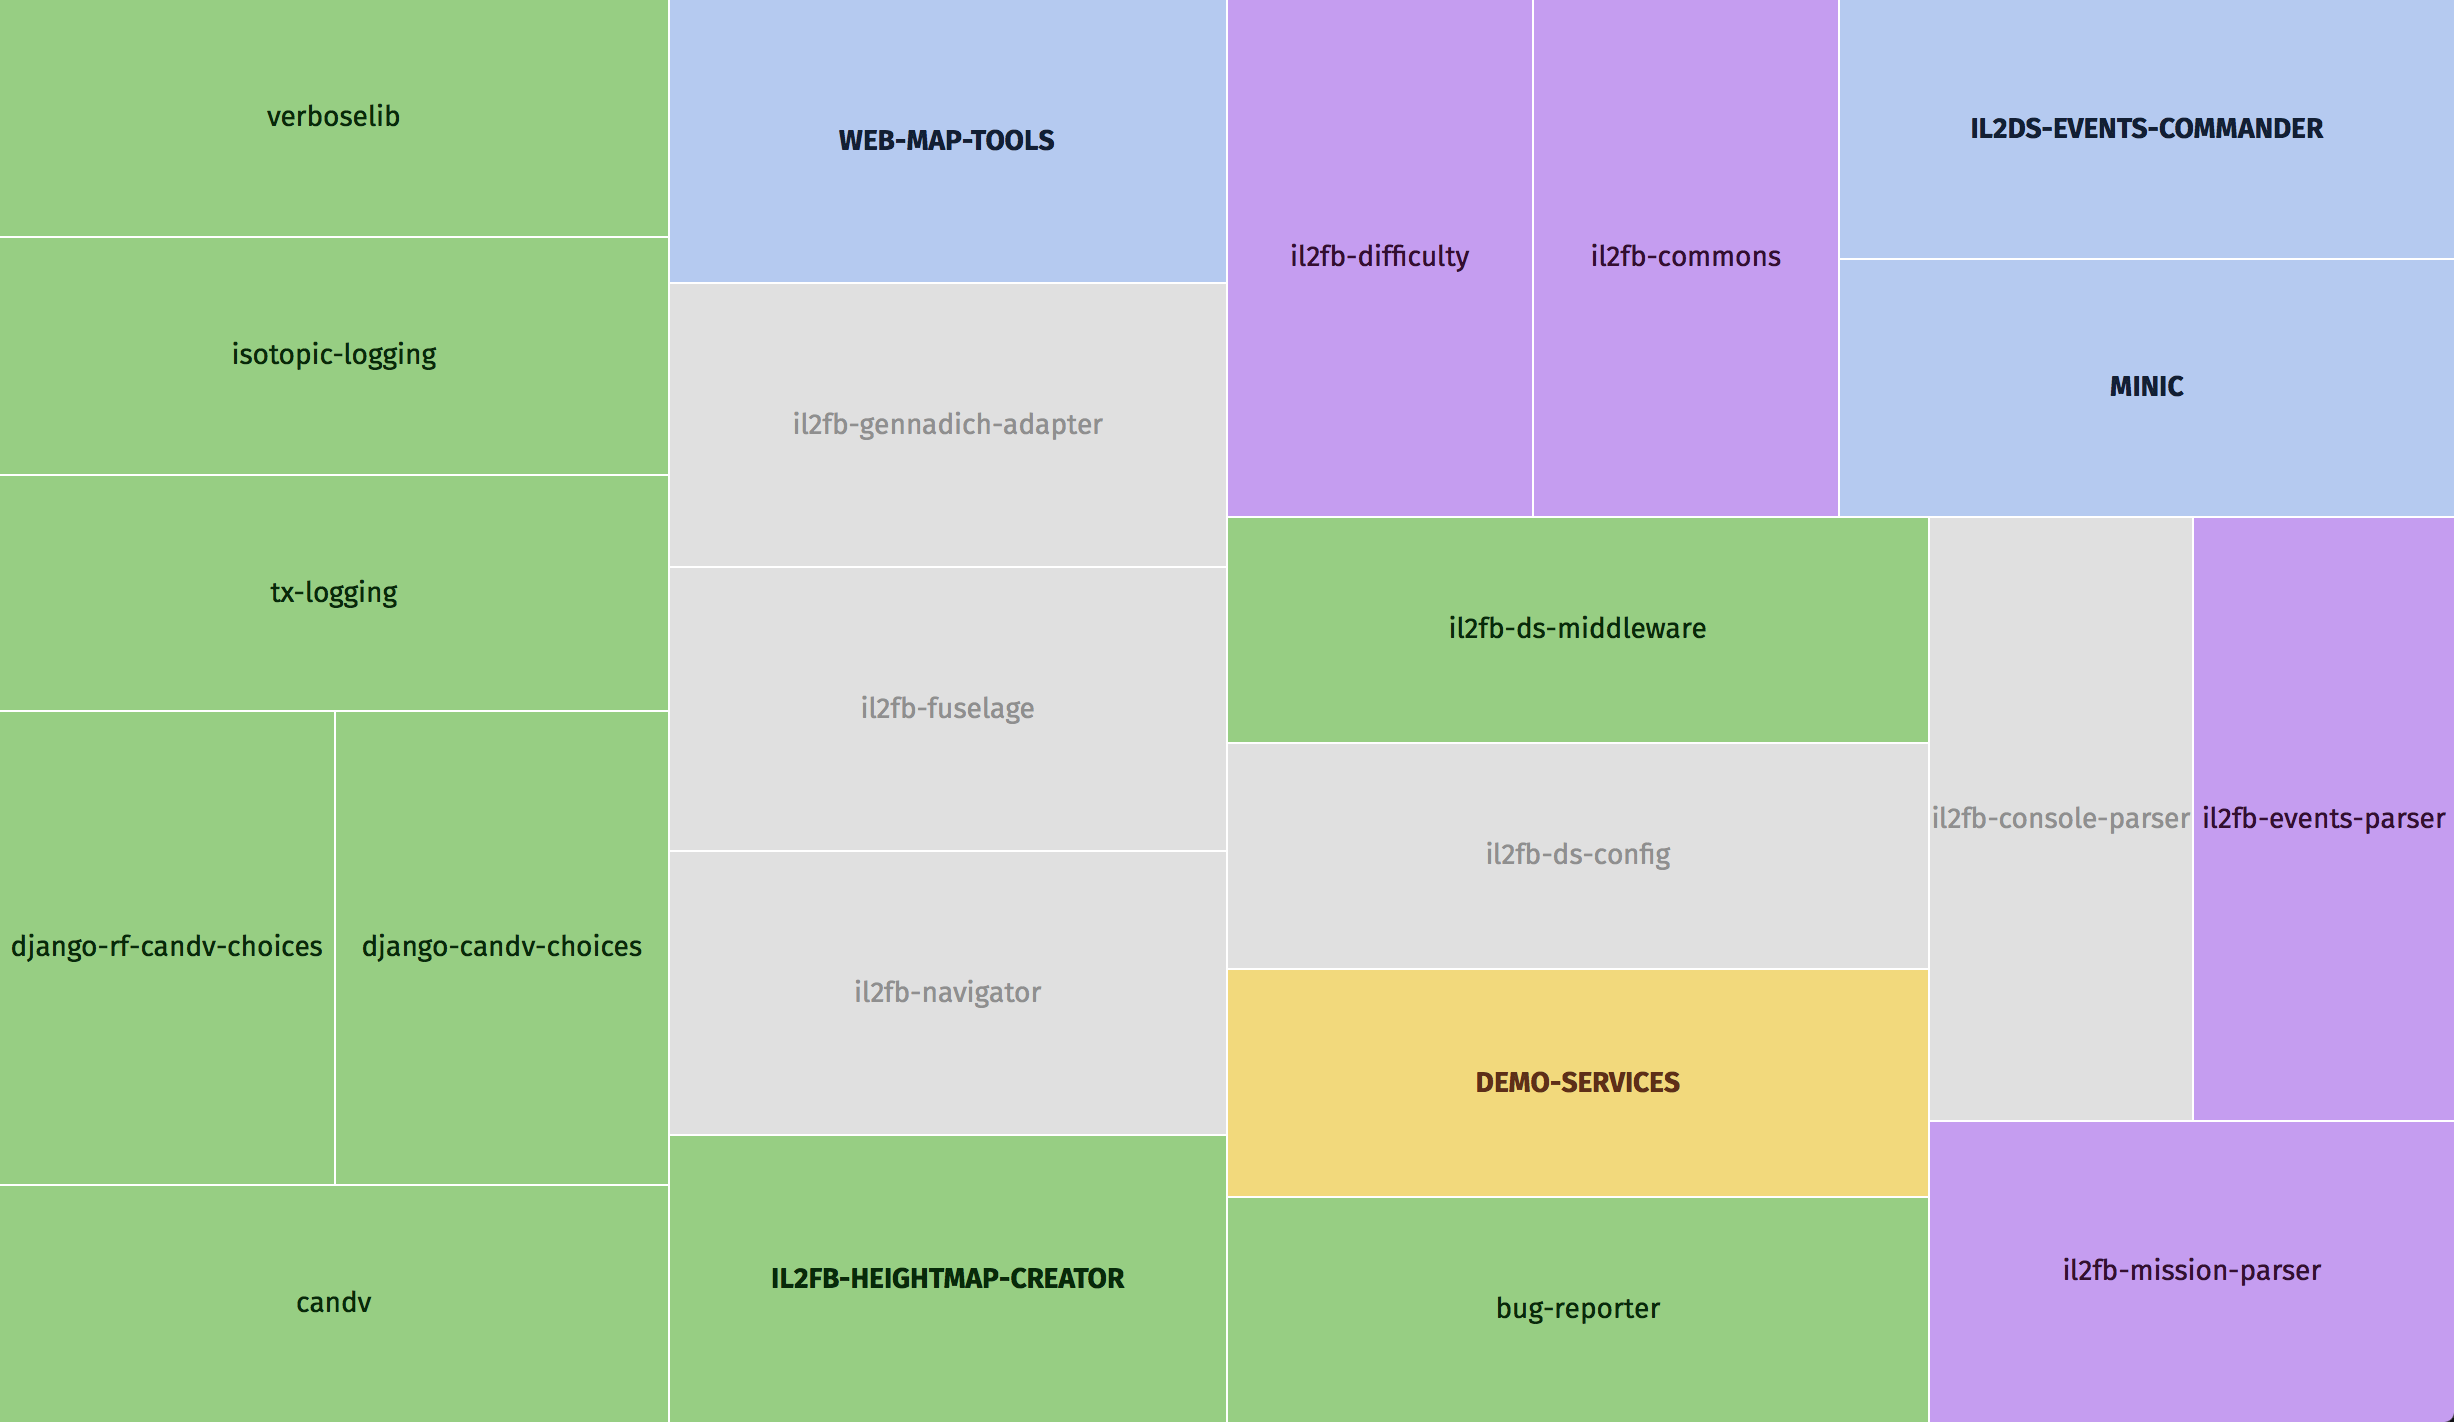 verboselib
isotopic-logging
tx-logging
django-rf-candv-choices
django-candv-choices
candv
WEB-MAP-TOOLS
il2fb-gennadich-adapter
il2fb-fuselage
il2fb-navigator
IL2FB-HEIGHTMAP-CREATOR
il2fb-difficulty
il2fb-commons
IL2DS-EVENTS-COMMANDER
MINIC
il2fb-ds-middleware
il2fb-ds-config
DEMO-SERVICES
bug-reporter
il2fb-console-parser
il2fb-events-parser
il2fb-mission-parser